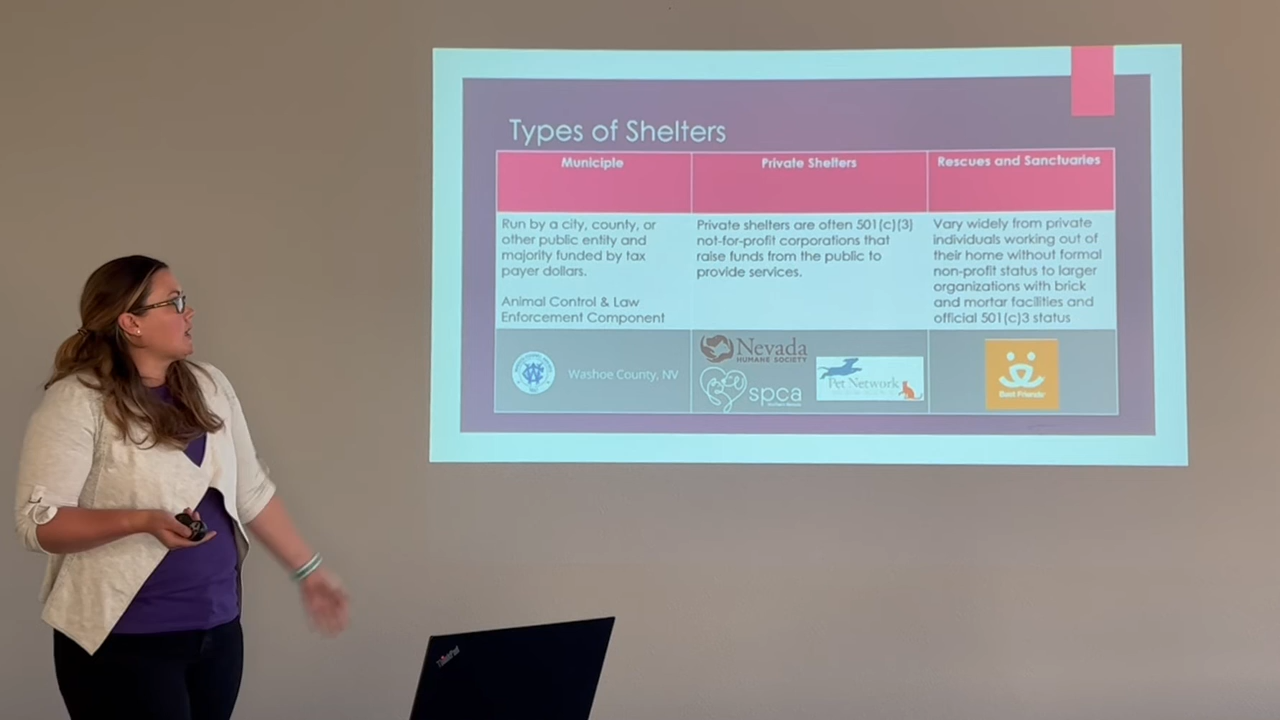 Types of Shelters
Municiple
Private Shelters
Rescues and Sanctuaries
Run by a city, county, or
other public entity and
majority funded by tax
payer dollars.
Animal Control & Law
Enforcement Component
Private shelters are often 501(c)(3)
not-for-profit corporations that
raise funds from the public to
provide services.
Vary widely from private
individuals working out of
their home without formal
non-profit status to larger
organizations with brick
and mortar facilities and
official 501(c)3 status
Washoe County, NV
Nevada
HUMANE SOCIETY
spca
Pet Network
Best Friends
ThinkPad